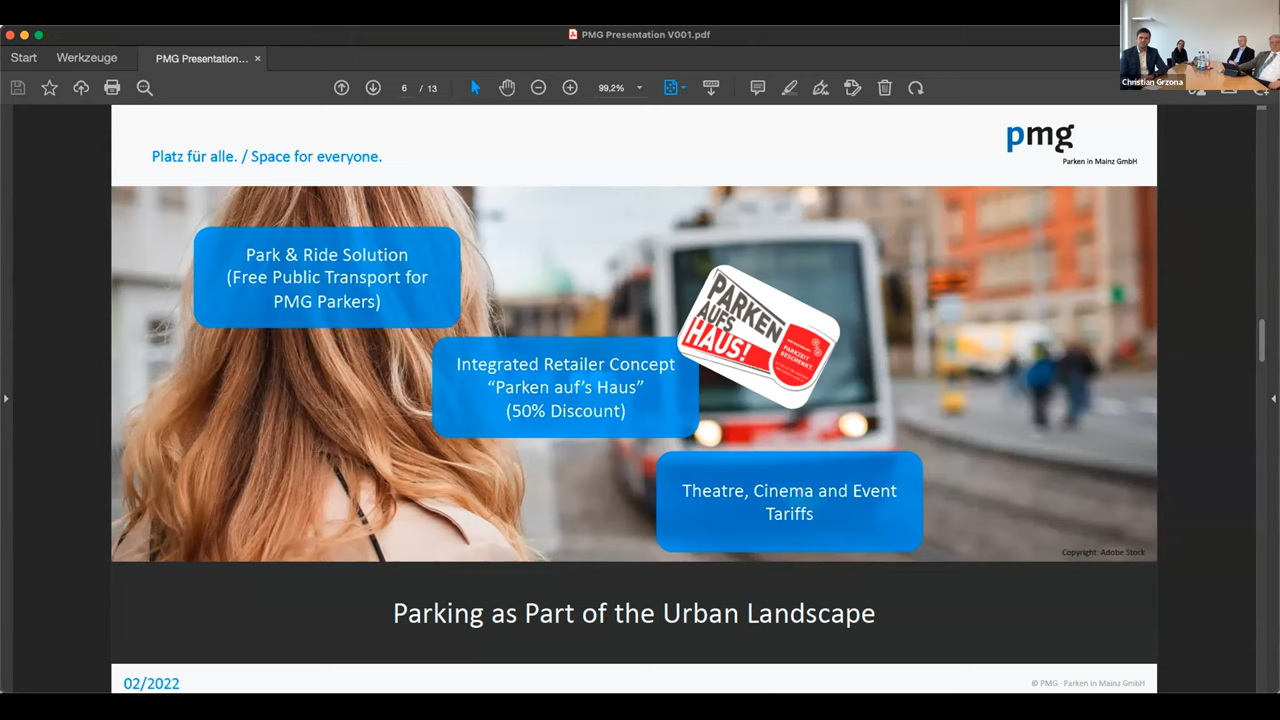 PMG Presentation V001.pdf
Start
Werkzeuge
PMG Presentation... ×
6 / 13
99,2%
Christian Grzona
Platz für alle. / Space for everyone.
pmg
Parken in Mainz GmbH
Park & Ride Solution
(Free Public Transport for
PMG Parkers)
PARKEN
AUFS
HAUS!
PARKZEIT
GESCHENKT.
Integrated Retailer Concept
“Parken auf’s Haus”
(50% Discount)
Theatre, Cinema and Event
Tariffs
Copyright: Adobe Stock
Parking as Part of the Urban Landscape
02/2022
© PMG - Parken in Mainz GmbH